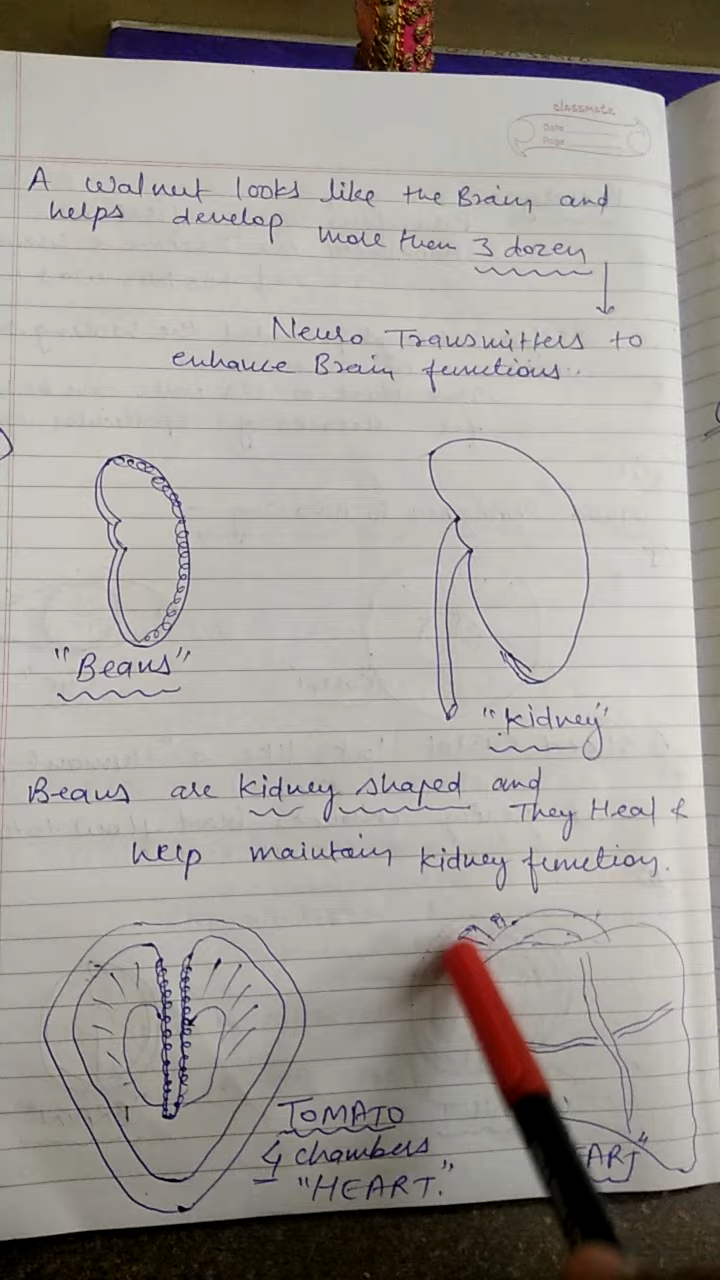 classmate
Date
Page
A walnut looks like the Brain and
helps develop more then 3 dozen
Neuro Transmitters to
enhance Brain functions..
"Beans"
"Kidney"
Beans are kidney shaped and
They Heal &
help maintain kidney function.
TOMATO
4 chambers
"HEART."
EART"